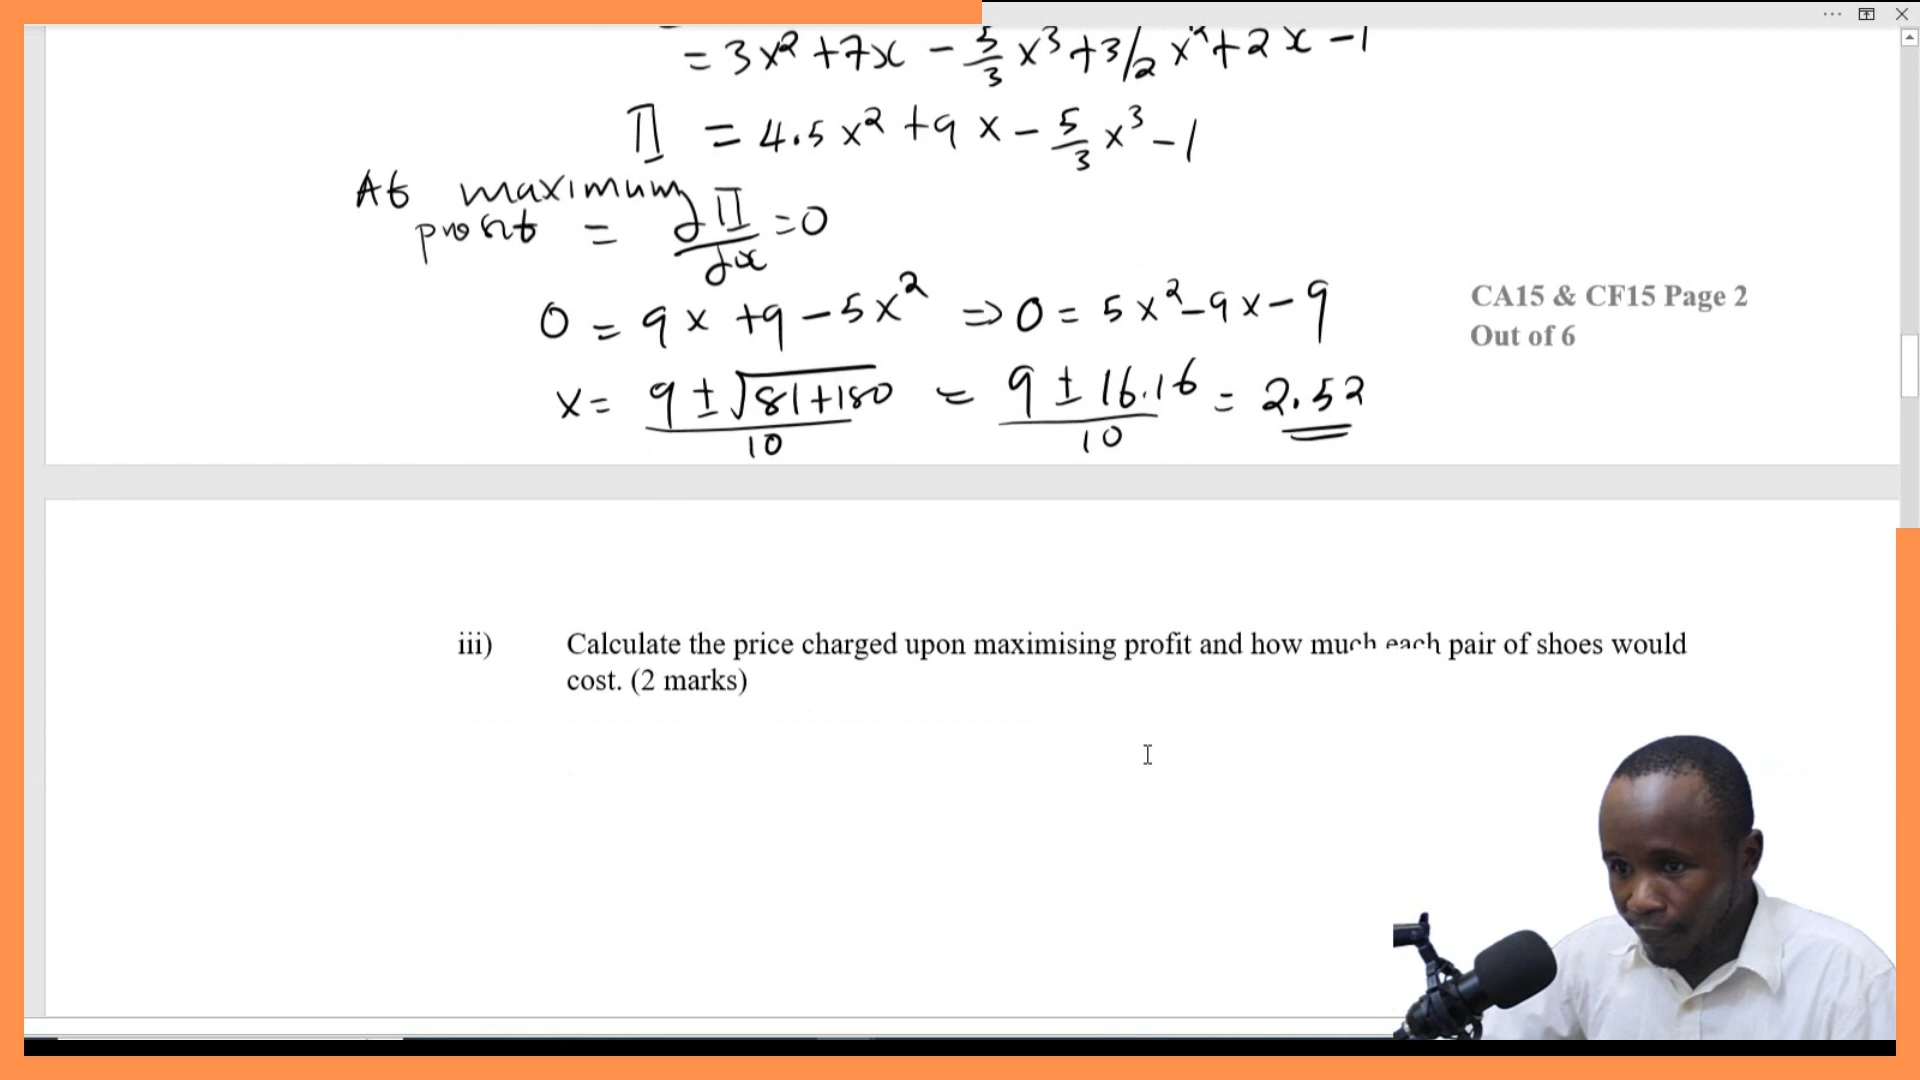 = 3x² + 7x - 5/3 x³ + 3/2 x² + 2x - 1
Π = 4.5x² + 9x - 5/3 x³ - 1
At maximum
profit = dΠ/dx = 0
0 = 9x + 9 - 5x² => 0 = 5x² - 9x - 9
x = 9 ± √81+180 / 10 = 9 ± 16.16 / 10 = 2.52
CA15 & CF15 Page 2
Out of 6
iii) Calculate the price charged upon maximising profit and how much each pair of shoes would
cost. (2 marks)